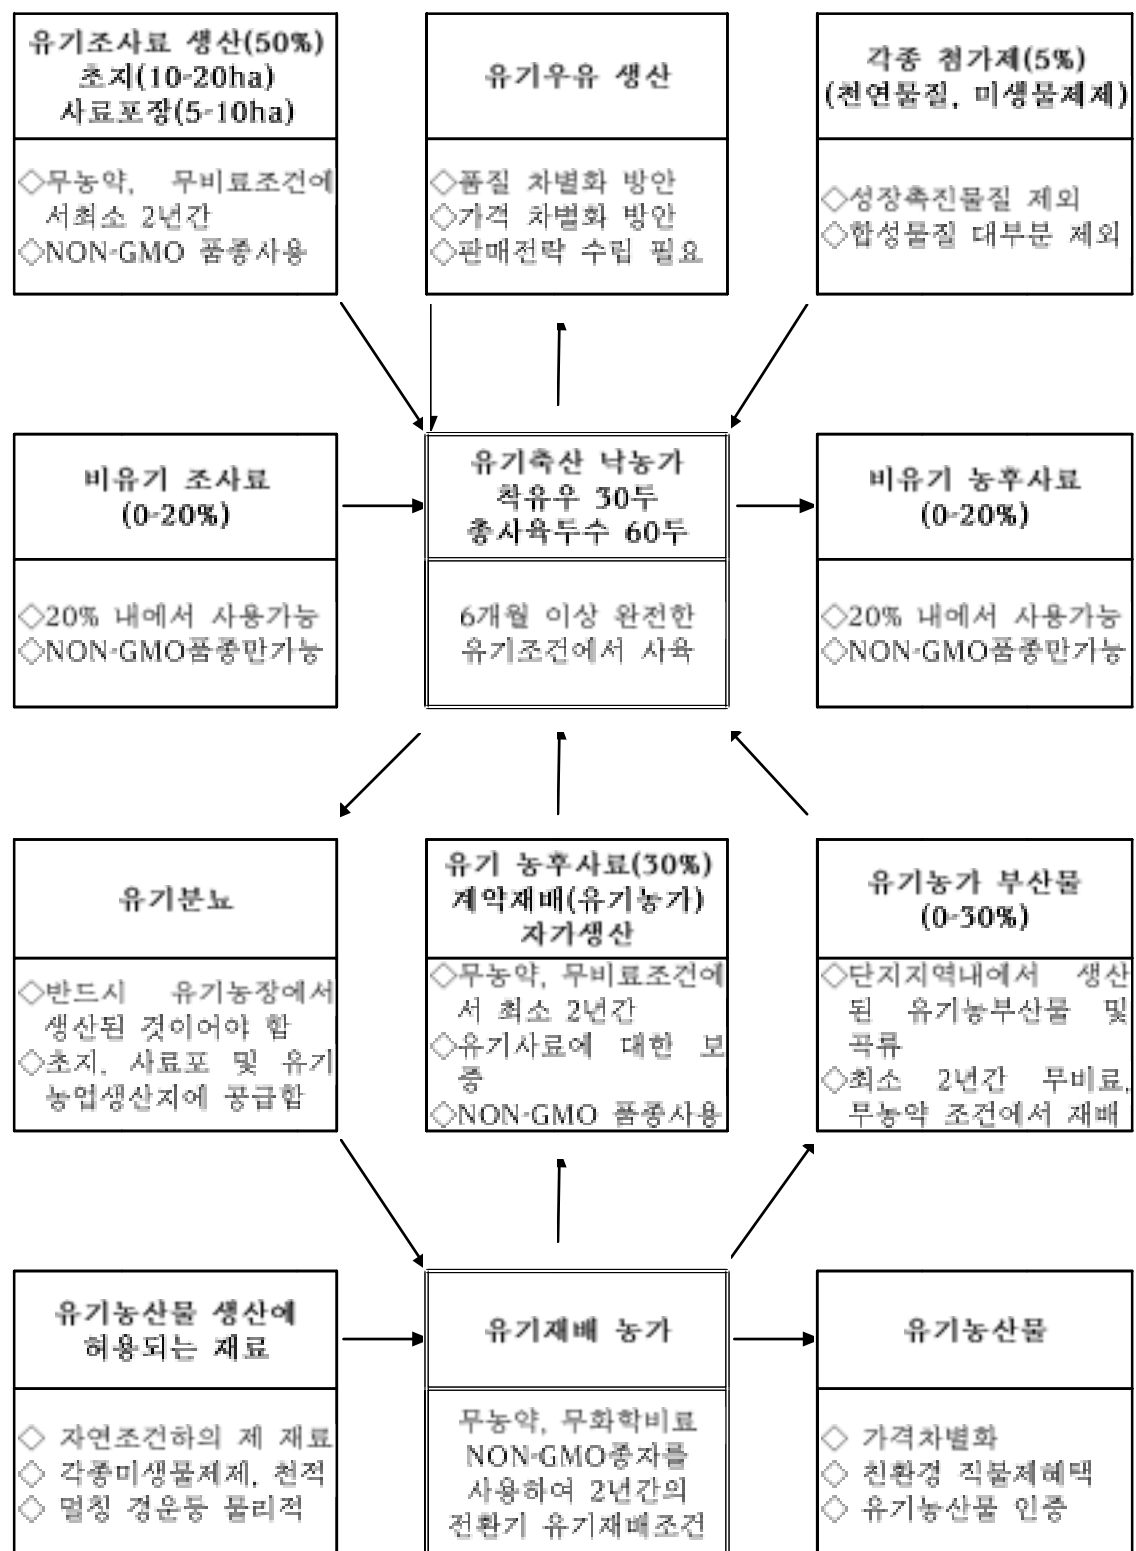 유기조사료 생산(50%)
초지(10-20ha)
사료포장(5-10ha)
◇무농약, 무비료조건에
서최소 2년간
◇NON-GMO 품종사용
유기우유 생산
◇품질 차별화 방안
◇가격 차별화 방안
◇판매전략 수립 필요
각종 첨가제(5%)
(천연물질, 미생물제제)
◇성장촉진물질 제외
◇합성물질 대부분 제외
비유기 조사료
(0-20%)
◇20% 내에서 사용가능
◇NON-GMO품종만가능
유기축산 낙농가
착유우 30두
총사육두수 60두
6개월 이상 완전한
유기조건에서 사육
비유기 농후사료
(0-20%)
◇20% 내에서 사용가능
◇NON-GMO품종만가능
유기분뇨
◇반드시 유기농장에서
생산된 것이어야 함
◇초지, 사료포 및 유기
농업생산지에 공급함
유기 농후사료(30%)
계약재배(유기농가)
자가생산
◇무농약, 무비료조건에
서 최소 2년간
◇유기사료에 대한 보
증
◇NON-GMO 품종사용
유기농가 부산물
(0-30%)
◇단지지역내에서 생산
된 유기농부산물 및
곡류
◇최소 2년간 무비료,
무농약 조건에서 재배
유기농산물 생산에
허용되는 재료
◇ 자연조건하의 제 재료
◇ 각종미생물제제, 천적
◇ 멀칭 경운등 물리적
유기재배 농가
무농약, 무화학비료
NON-GMO종자를
사용하여 2년간의
전환기 유기재배조건
유기농산물
◇ 가격차별화
◇ 친환경 직불제혜택
◇ 유기농산물 인증